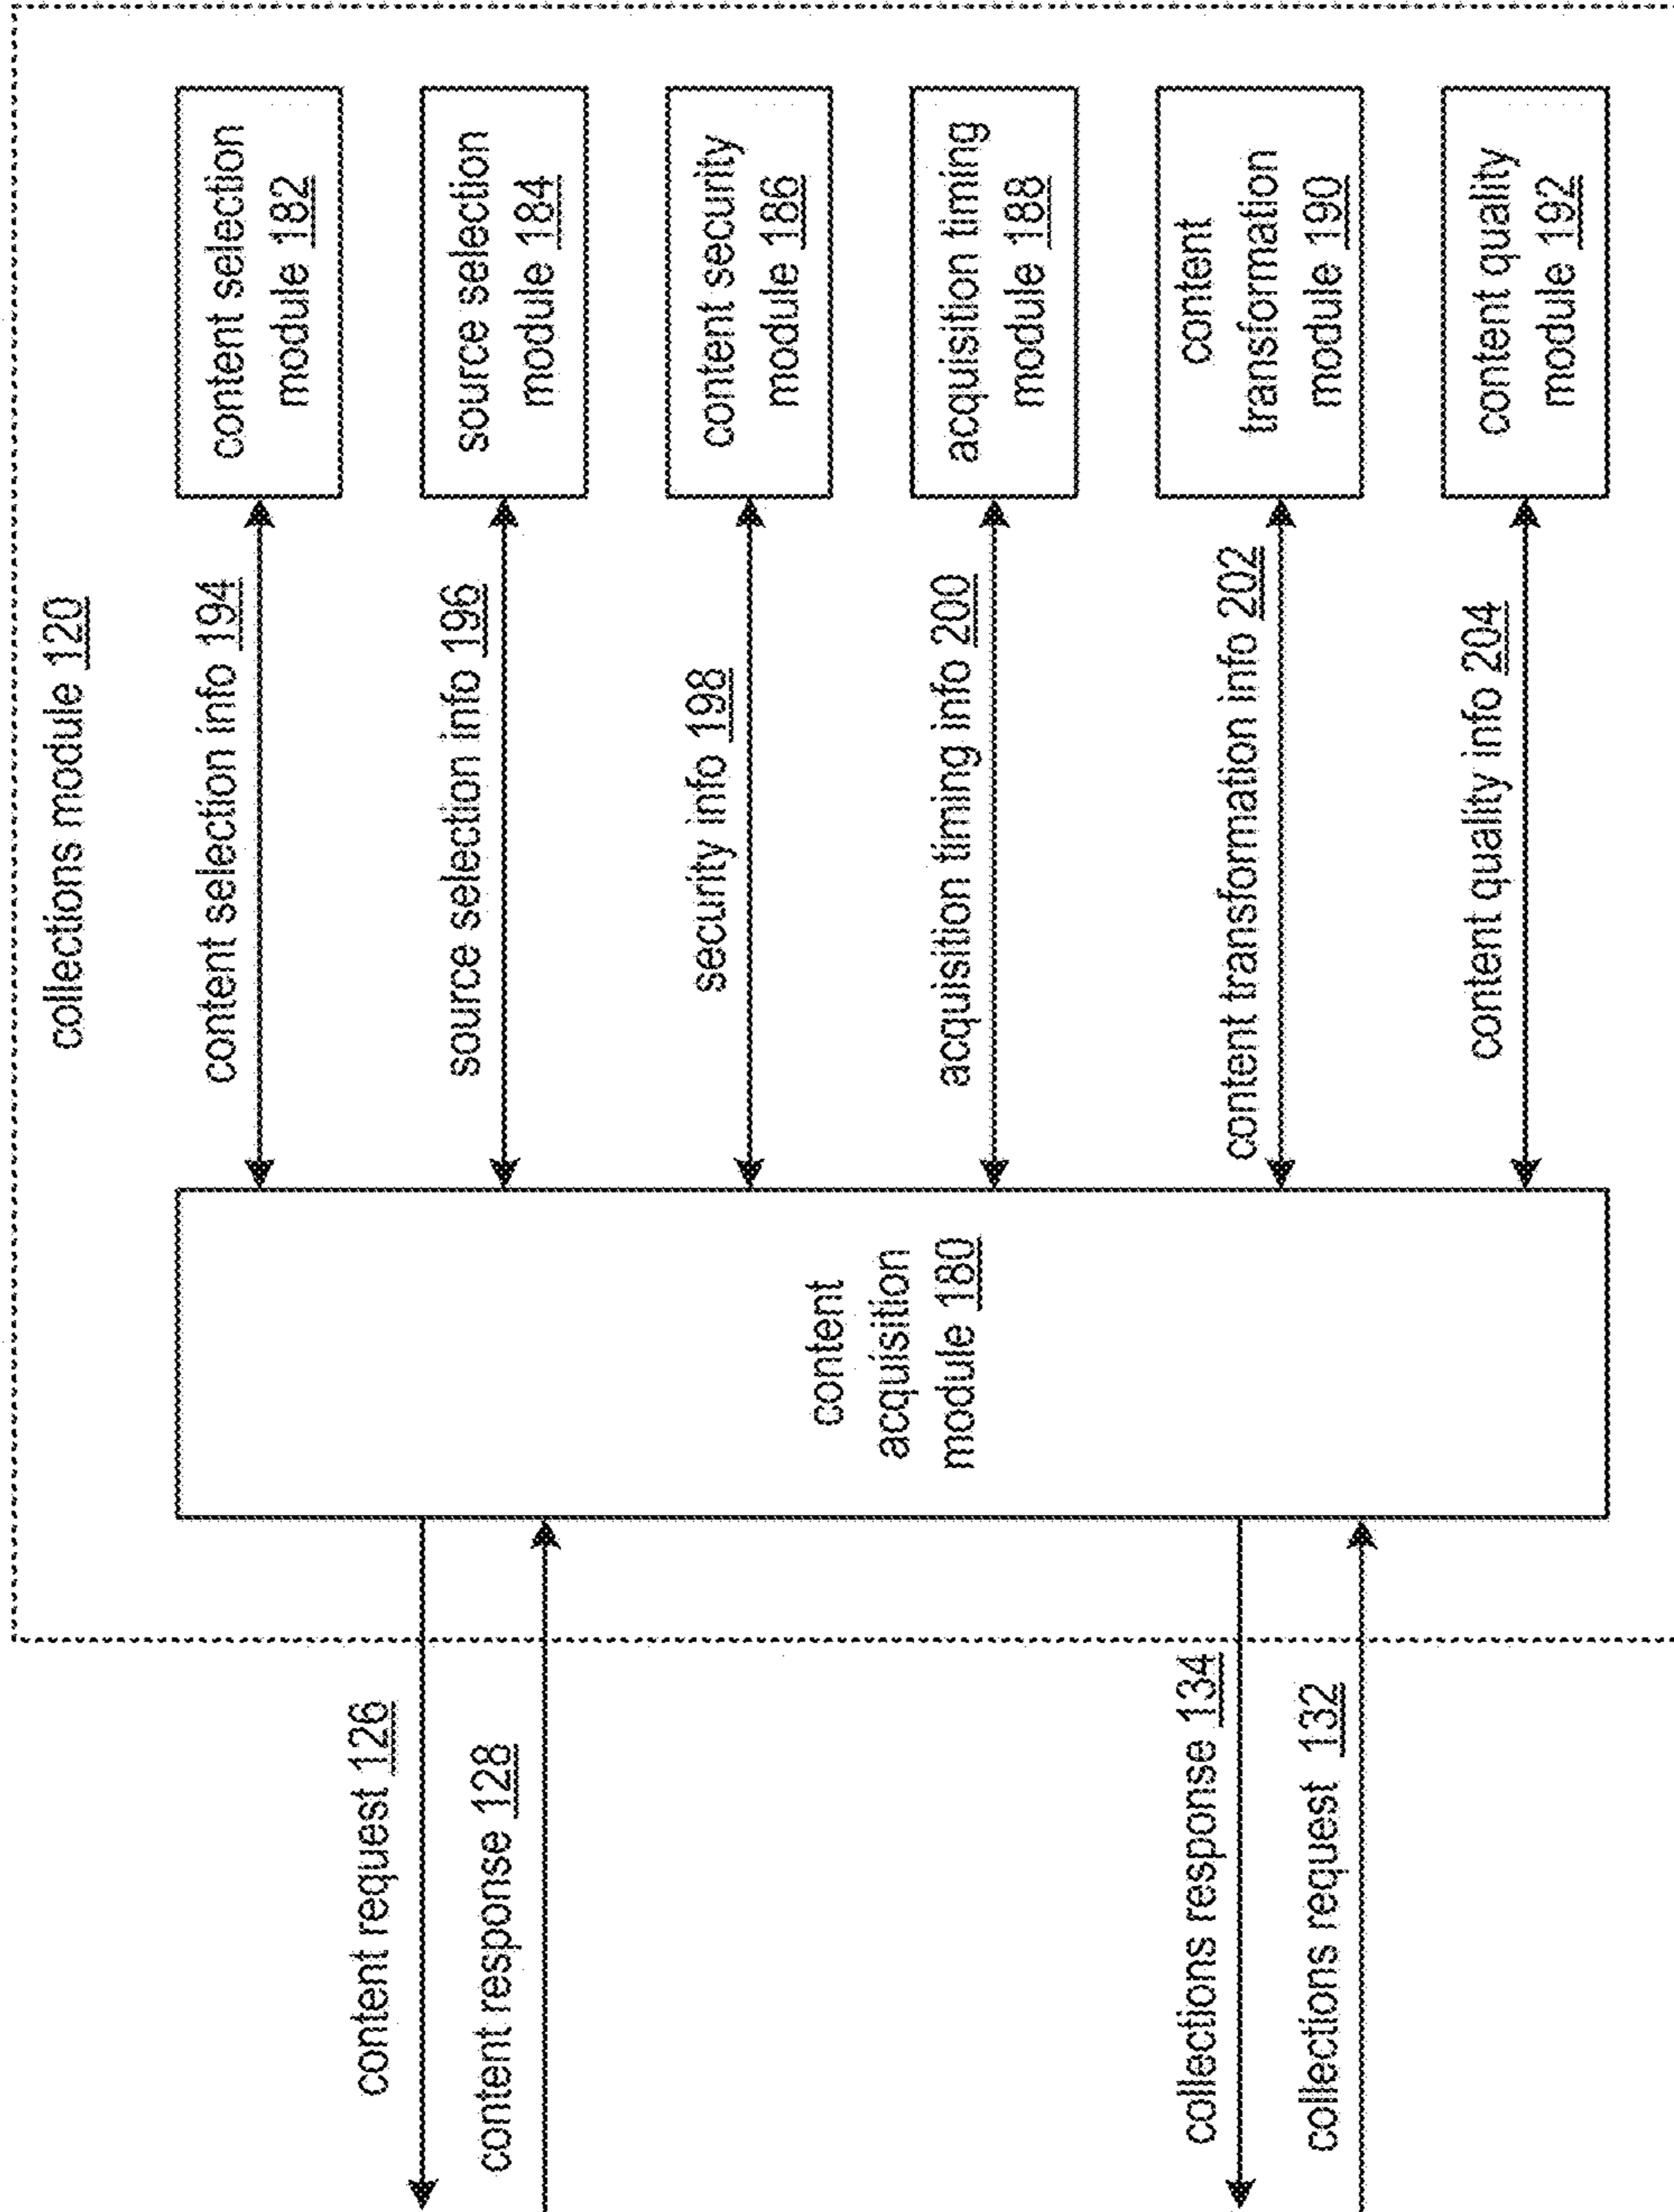 collections module 120
content request 126
content response 128
collections response 134
collections request 132
content
acquisition
module 180
content selection info 194
source selection info 196
security info 198
acquisition timing info 200
content transformation info 202
content quality info 204
content selection
module 182
source selection
module 184
content security
module 186
acquisition timing
module 188
content
transformation
module 190
content quality
module 192